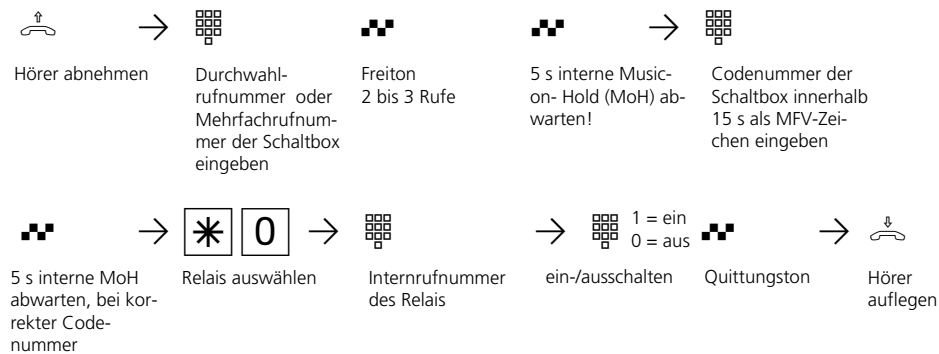 Hörer abnehmen
Durchwahl-
rufnummer oder
Mehrfachrufnum-
mer der Schaltbox
eingeben
Freiton
2 bis 3 Rufe
5 s interne Music-
on- Hold (MoH) ab-
warten!
Codenummer der
Schaltbox innerhalb
15 s als MFV-Zei-
chen eingeben
5 s interne MoH
abwarten, bei kor-
rekter Code-
nummer
* 0
Relais auswählen
Internrufnummer
des Relais
1 = ein
0 = aus
ein-/ausschalten
Quittungston
Hörer
auflegen